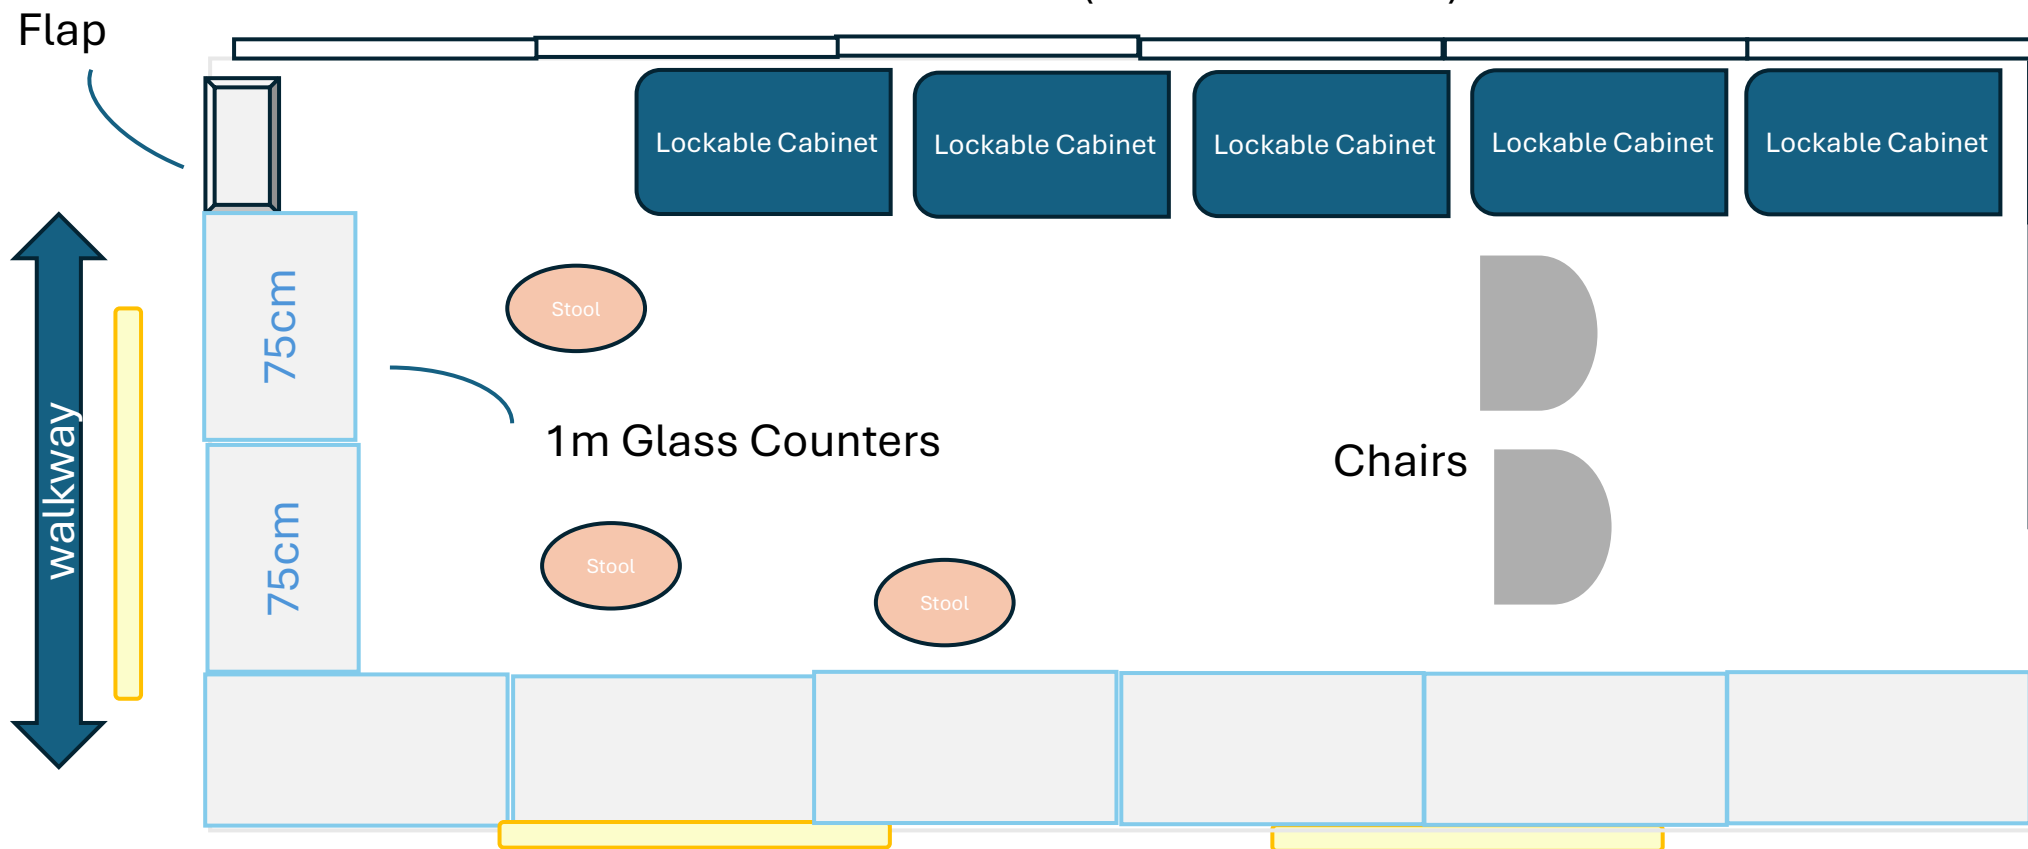 Flap
Lockable Cabinet
Lockable Cabinet
Lockable Cabinet
Lockable Cabinet
Lockable Cabinet
75cm
Stool
walkway
1m Glass Counters
Chairs
75cm
Stool
Stool